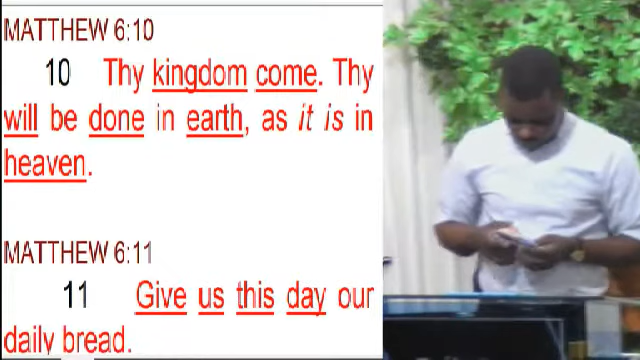 MATTHEW 6:10
10 Thy kingdom come. Thy
will be done in earth, as it is in
heaven.
MATTHEW 6:11
11 Give us this day our
daily bread.